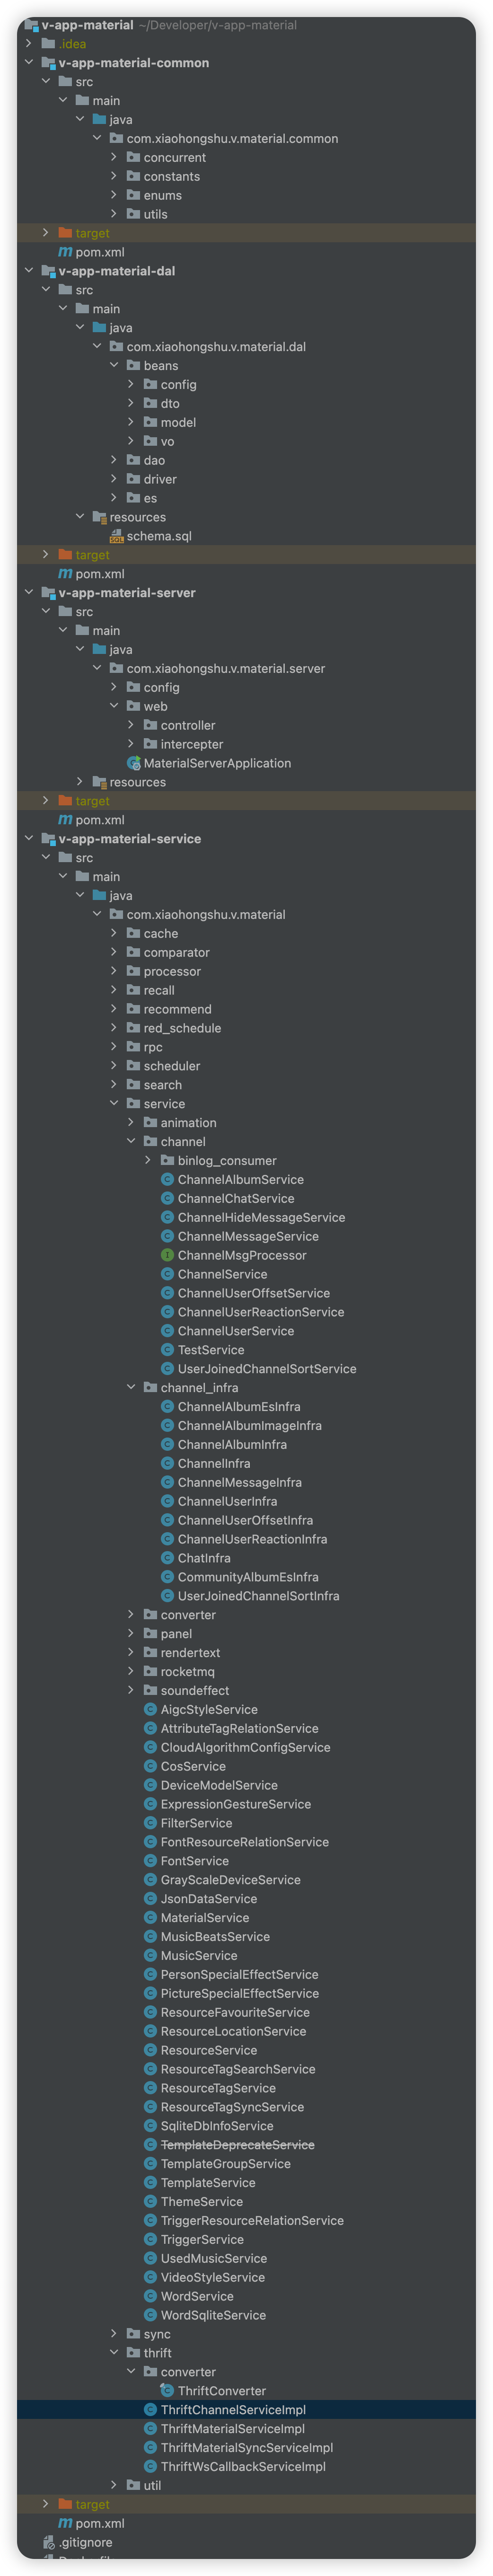 v-app-material ~/Developer/v-app-material
.idea
v-app-material-common
src
main
java
com.xiaohongshu.v.material.common
concurrent
constants
enums
utils
target
pom.xml
v-app-material-dal
src
main
java
com.xiaohongshu.v.material.dal
beans
config
dto
model
vo
dao
driver
es
resources
schema.sql
target
pom.xml
v-app-material-server
src
main
java
com.xiaohongshu.v.material.server
config
web
controller
intercepter
MaterialServerApplication
resources
target
pom.xml
v-app-material-service
src
main
java
com.xiaohongshu.v.material
cache
comparator
processor
recall
recommend
red_schedule
rpc
scheduler
search
service
animation
channel
binlog_consumer
ChannelAlbumService
ChannelChatService
ChannelHideMessageService
ChannelMessageService
ChannelMsgProcessor
ChannelService
ChannelUserOffsetService
ChannelUserReactionService
ChannelUserService
TestService
UserJoinedChannelSortService
channel_infra
ChannelAlbumEsInfra
ChannelAlbumImageInfra
ChannelAlbumInfra
ChannelInfra
ChannelMessageInfra
ChannelUserInfra
ChannelUserOffsetInfra
ChannelUserReactionInfra
ChatInfra
CommunityAlbumEsInfra
UserJoinedChannelSortInfra
converter
panel
rendertext
rocketmq
soundeffect
AigcStyleService
AttributeTagRelationService
CloudAlgorithmConfigService
CosService
DeviceModelService
ExpressionGestureService
FilterService
FontResourceRelationService
FontService
GrayScaleDeviceService
JsonDataService
MaterialService
MusicBeatsService
MusicService
PersonSpecialEffectService
PictureSpecialEffectService
ResourceFavouriteService
ResourceLocationService
ResourceService
ResourceTagSearchService
ResourceTagService
ResourceTagSyncService
SqliteDbInfoService
TemplateDeprecateService
TemplateGroupService
TemplateService
ThemeService
TriggerResourceRelationService
TriggerService
UsedMusicService
VideoStyleService
WordService
WordSqliteService
sync
thrift
converter
ThriftConverter
ThriftChannelServiceImpl
ThriftMaterialServiceImpl
ThriftMaterialSyncServiceImpl
ThriftWsCallbackServiceImpl
util
target
pom.xml
.gitignore